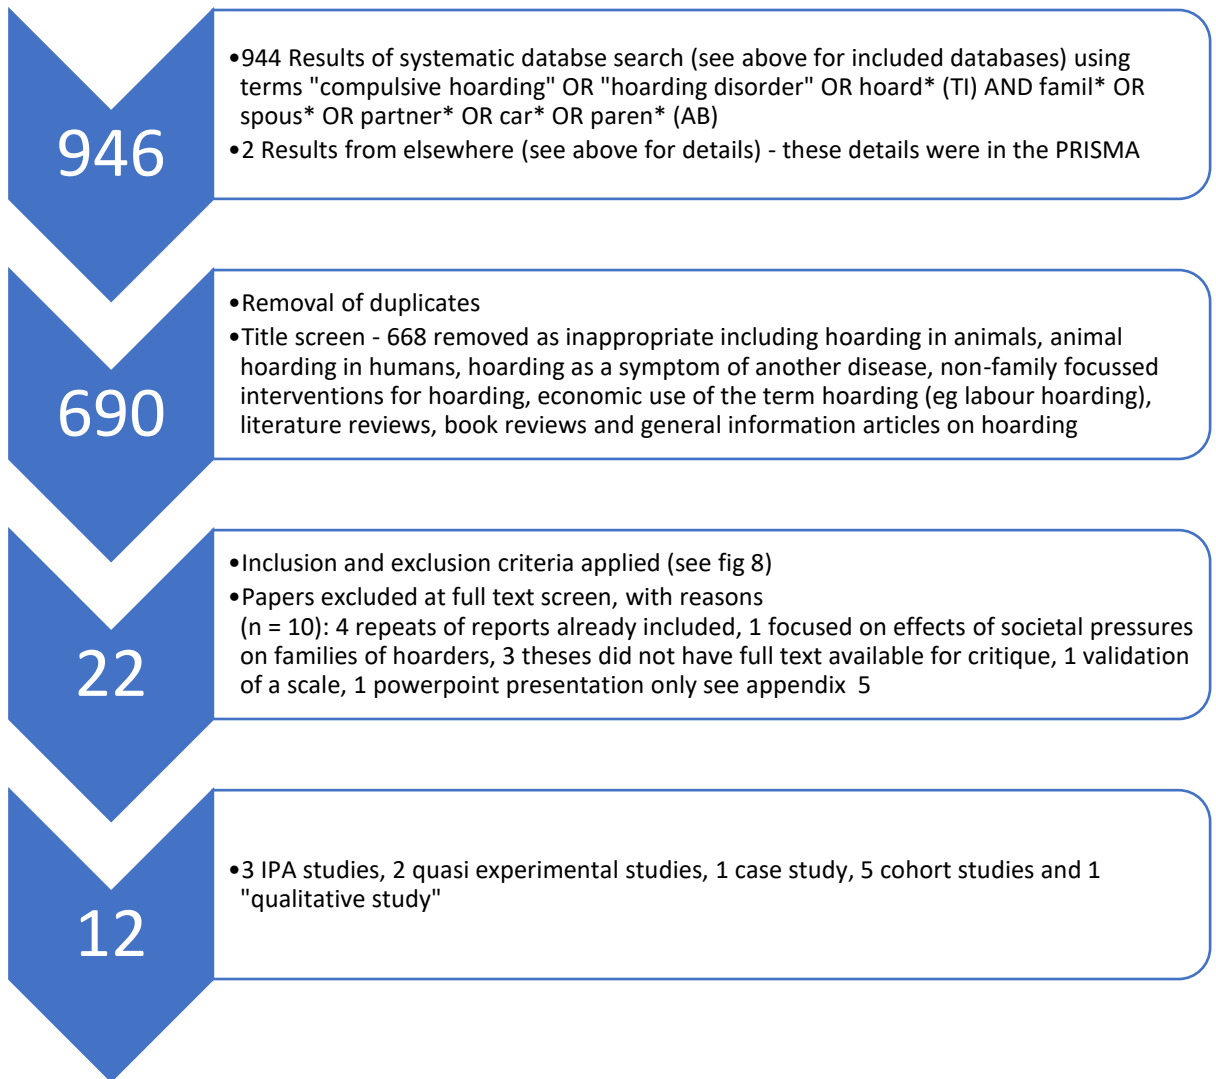 946
•944 Results of systematic databse search (see above for included databases) using
terms "compulsive hoarding" OR "hoarding disorder" OR hoard* (TI) AND famil* OR
spous* OR partner* OR car* OR paren* (AB)
•2 Results from elsewhere (see above for details) - these details were in the PRISMA
690
•Removal of duplicates
•Title screen - 668 removed as inappropriate including hoarding in animals, animal
hoarding in humans, hoarding as a symptom of another disease, non-family focussed
interventions for hoarding, economic use of the term hoarding (eg labour hoarding),
literature reviews, book reviews and general information articles on hoarding
22
•Inclusion and exclusion criteria applied (see fig 8)
•Papers excluded at full text screen, with reasons
(n = 10): 4 repeats of reports already included, 1 focused on effects of societal pressures
on families of hoarders, 3 theses did not have full text available for critique, 1 validation
of a scale, 1 powerpoint presentation only see appendix 5
12
•3 IPA studies, 2 quasi experimental studies, 1 case study, 5 cohort studies and 1
"qualitative study"